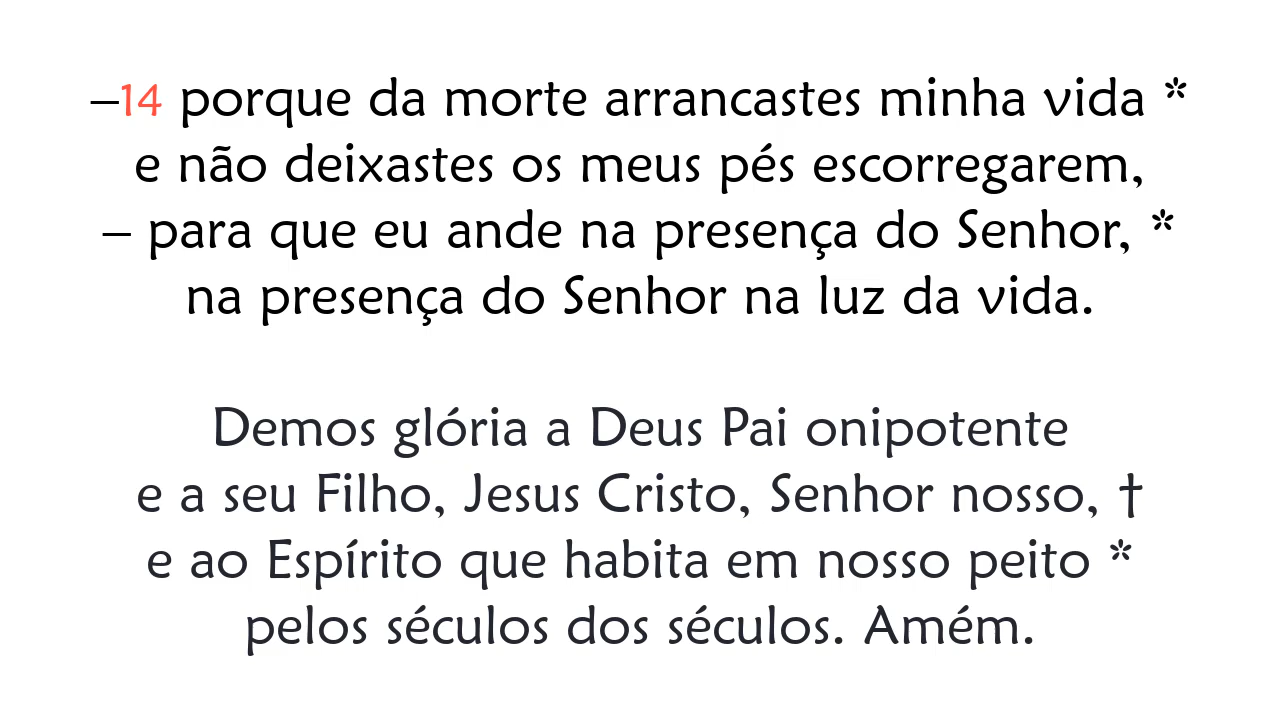 –14 porque da morte arrancastes minha vida *
e não deixastes os meus pés escorregarem,
– para que eu ande na presença do Senhor, *
na presença do Senhor na luz da vida.
Demos glória a Deus Pai onipotente
e a seu Filho, Jesus Cristo, Senhor nosso, †
e ao Espírito que habita em nosso peito *
pelos séculos dos séculos. Amém.